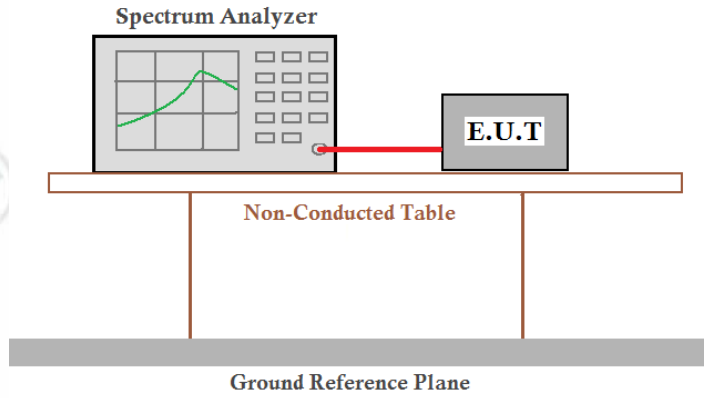 Spectrum Analyzer
E.U.T
Non-Conducted Table
Ground Reference Plane